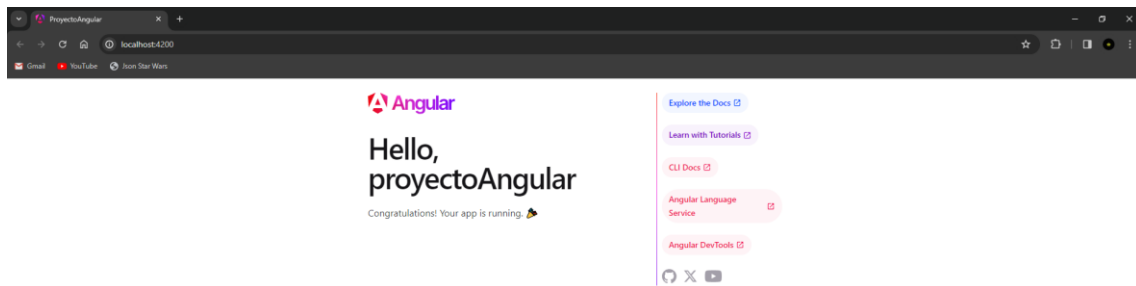 ProyectoAngular
localhost:4200
Gmail YouTube Json Star Wars
Angular
Hello,
proyectoAngular
Congratulations! Your app is running. 🎉
Explore the Docs
Learn with Tutorials
CLI Docs
Angular Language
Service
Angular DevTools